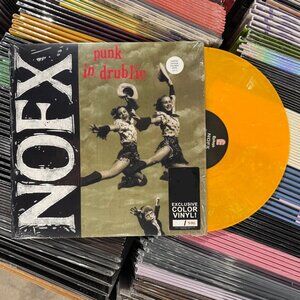 NOFX
punk
in drublic
EXCLUSIVE
COLOR
VINYL!